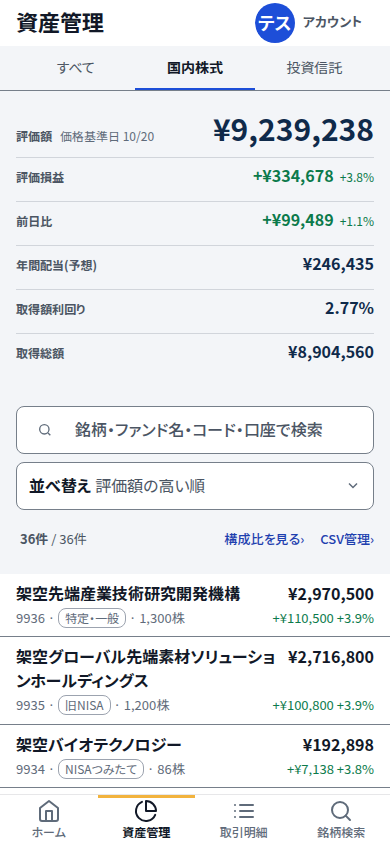 資産管理
テス アカウント
すべて 国内株式 投資信託
評価額 価格基準日 10/20 ¥9,239,238
評価損益 +¥334,678 +3.8%
前日比 +¥99,489 +1.1%
年間配当(予想) ¥246,435
取得額利回り 2.77%
取得総額 ¥8,904,560
銘柄・ファンド名・コード・口座で検索
並べ替え 評価額の高い順
36件 / 36件 構成比を見る› CSV管理›
架空先端産業技術研究開発機構 ¥2,970,500
9936 · 特定・一般 · 1,300株 +¥110,500 +3.9%
架空グローバル先端素材ソリューショ ¥2,716,800
ンホールディングス
9935 · 旧NISA · 1,200株 +¥100,800 +3.9%
架空バイオテクノロジー ¥192,898
9934 · NISAつみたて · 86株 +¥7,138 +3.8%
ホーム 資産管理 取引明細 銘柄検索